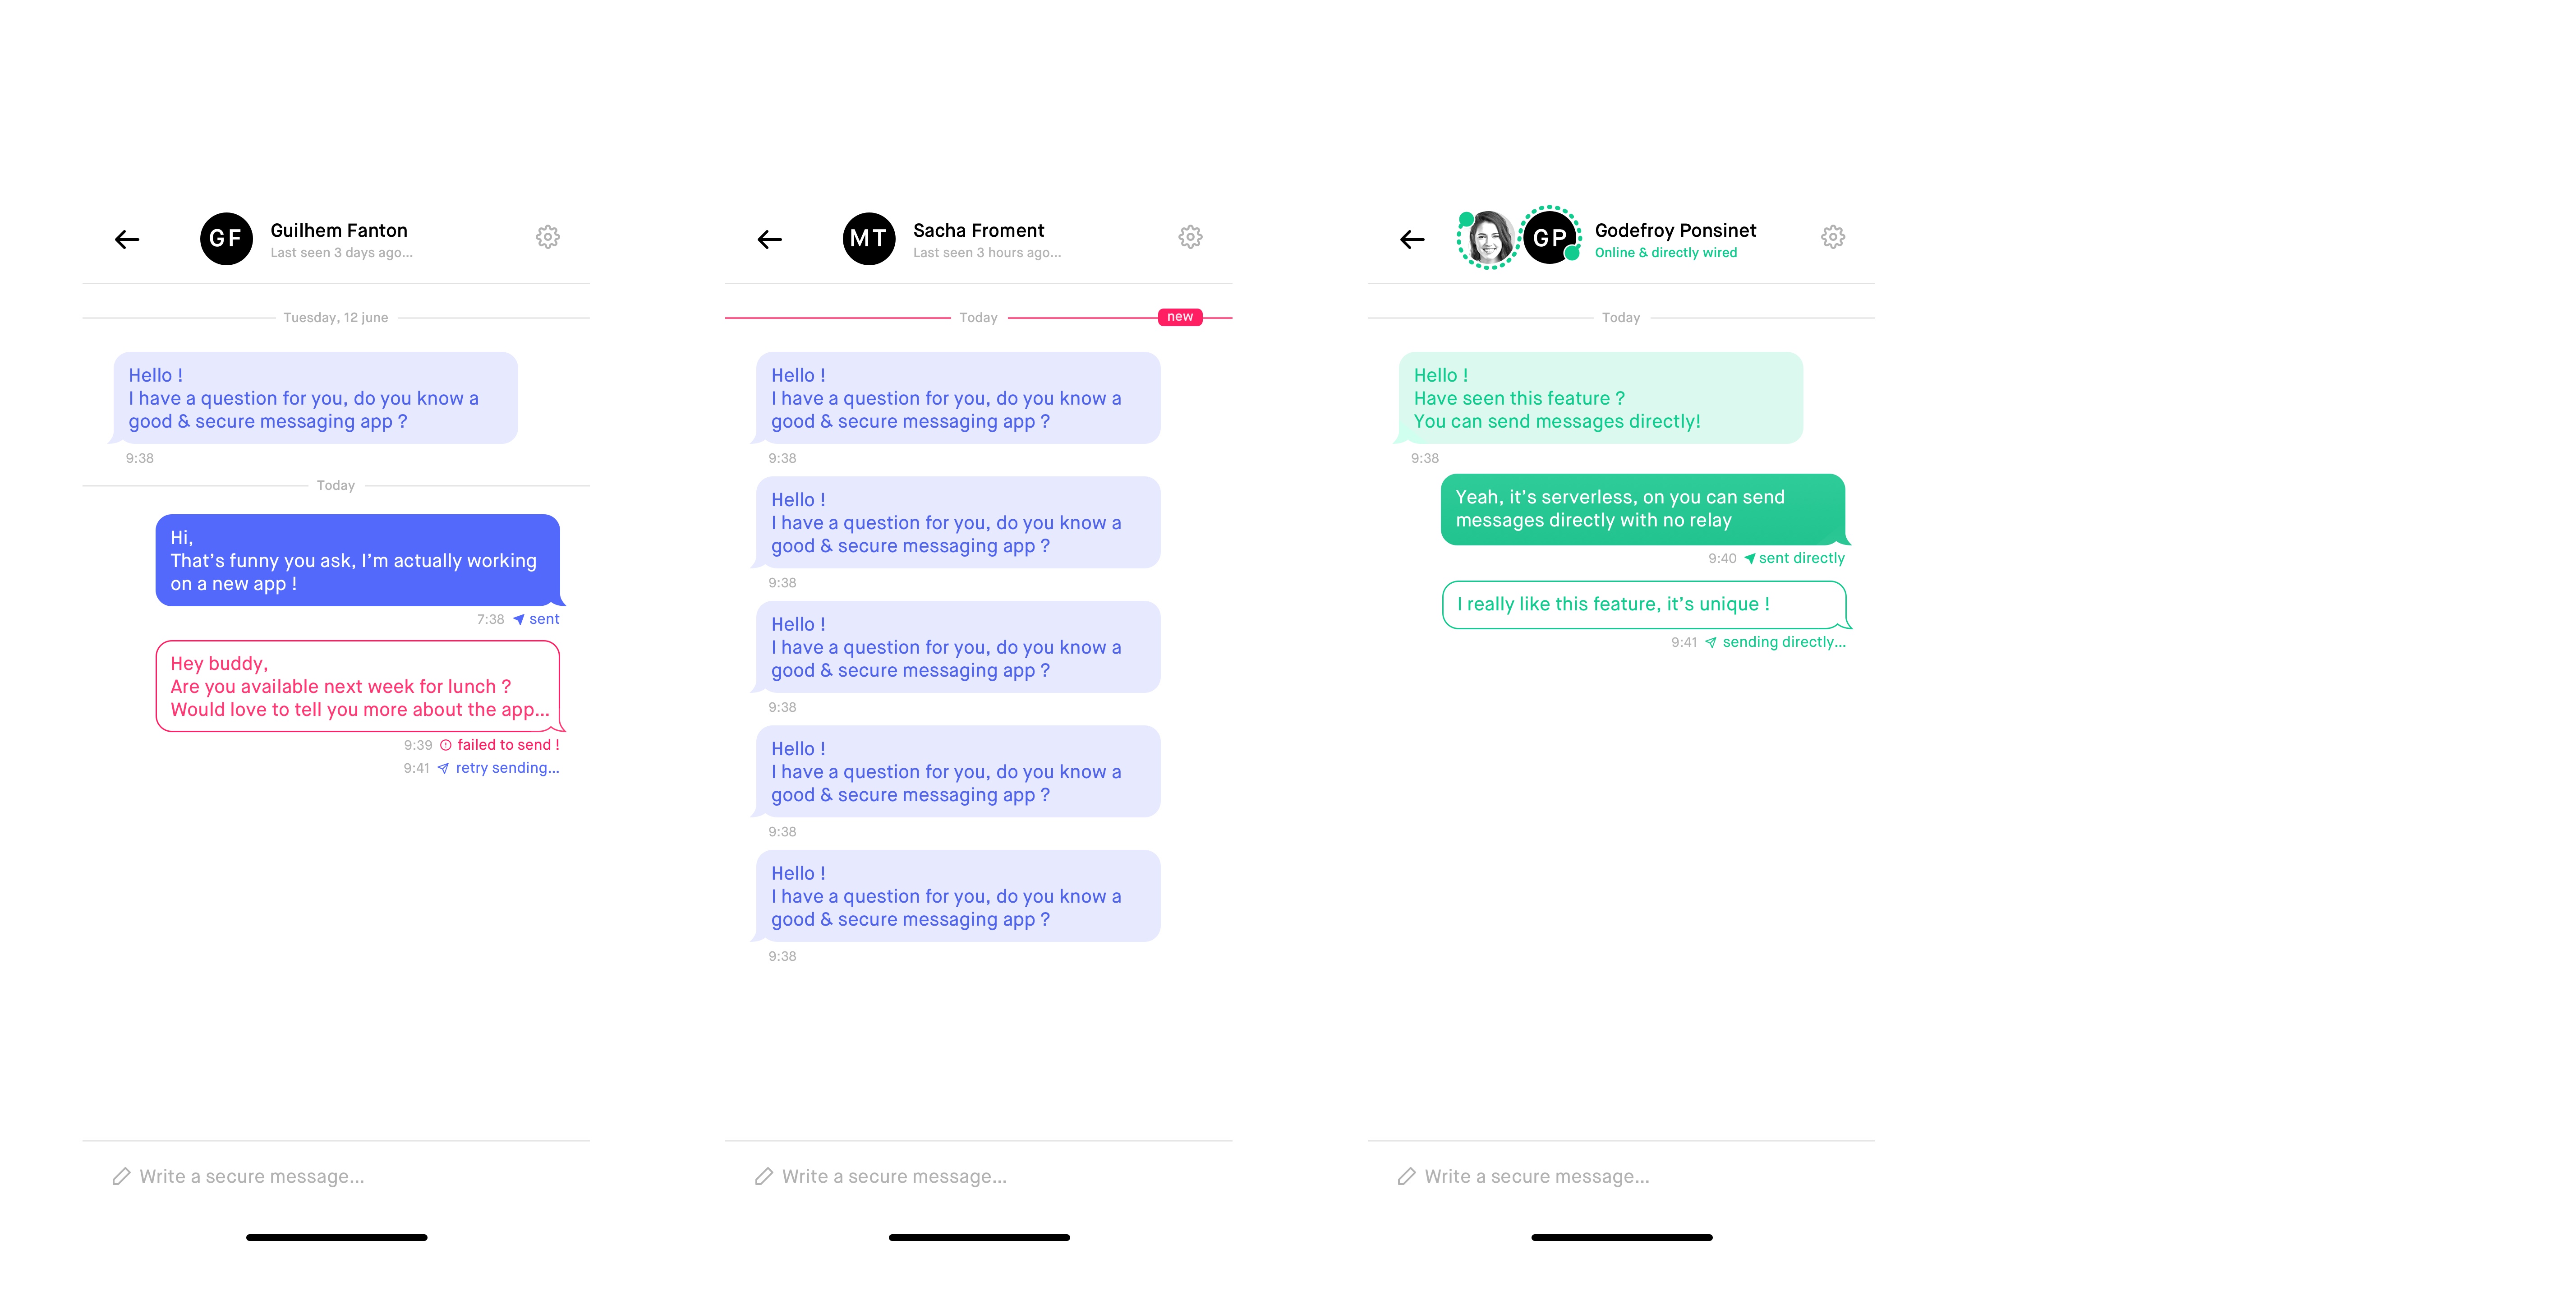 GF
Guilhem Fanton
Last seen 3 days ago...
Tuesday, 12 june
Hello !
I have a question for you, do you know a
good & secure messaging app ?
9:38
Today
Hi,
That's funny you ask, I'm actually working
on a new app !
7:38 sent
Hey buddy,
Are you available next week for lunch ?
Would love to tell you more about the app...
9:39 failed to send !
9:41 retry sending...
Write a secure message...
MT
Sacha Froment
Last seen 3 hours ago...
Today
new
Hello !
I have a question for you, do you know a
good & secure messaging app ?
9:38
Hello !
I have a question for you, do you know a
good & secure messaging app ?
9:38
Hello !
I have a question for you, do you know a
good & secure messaging app ?
9:38
Hello !
I have a question for you, do you know a
good & secure messaging app ?
9:38
Hello !
I have a question for you, do you know a
good & secure messaging app ?
9:38
Write a secure message...
GP
Godefroy Ponsinet
Online & directly wired
Today
Hello !
Have seen this feature ?
You can send messages directly!
9:38
Yeah, it's serverless, on you can send
messages directly with no relay
9:40 sent directly
I really like this feature, it's unique !
9:41 sending directly...
Write a secure message...